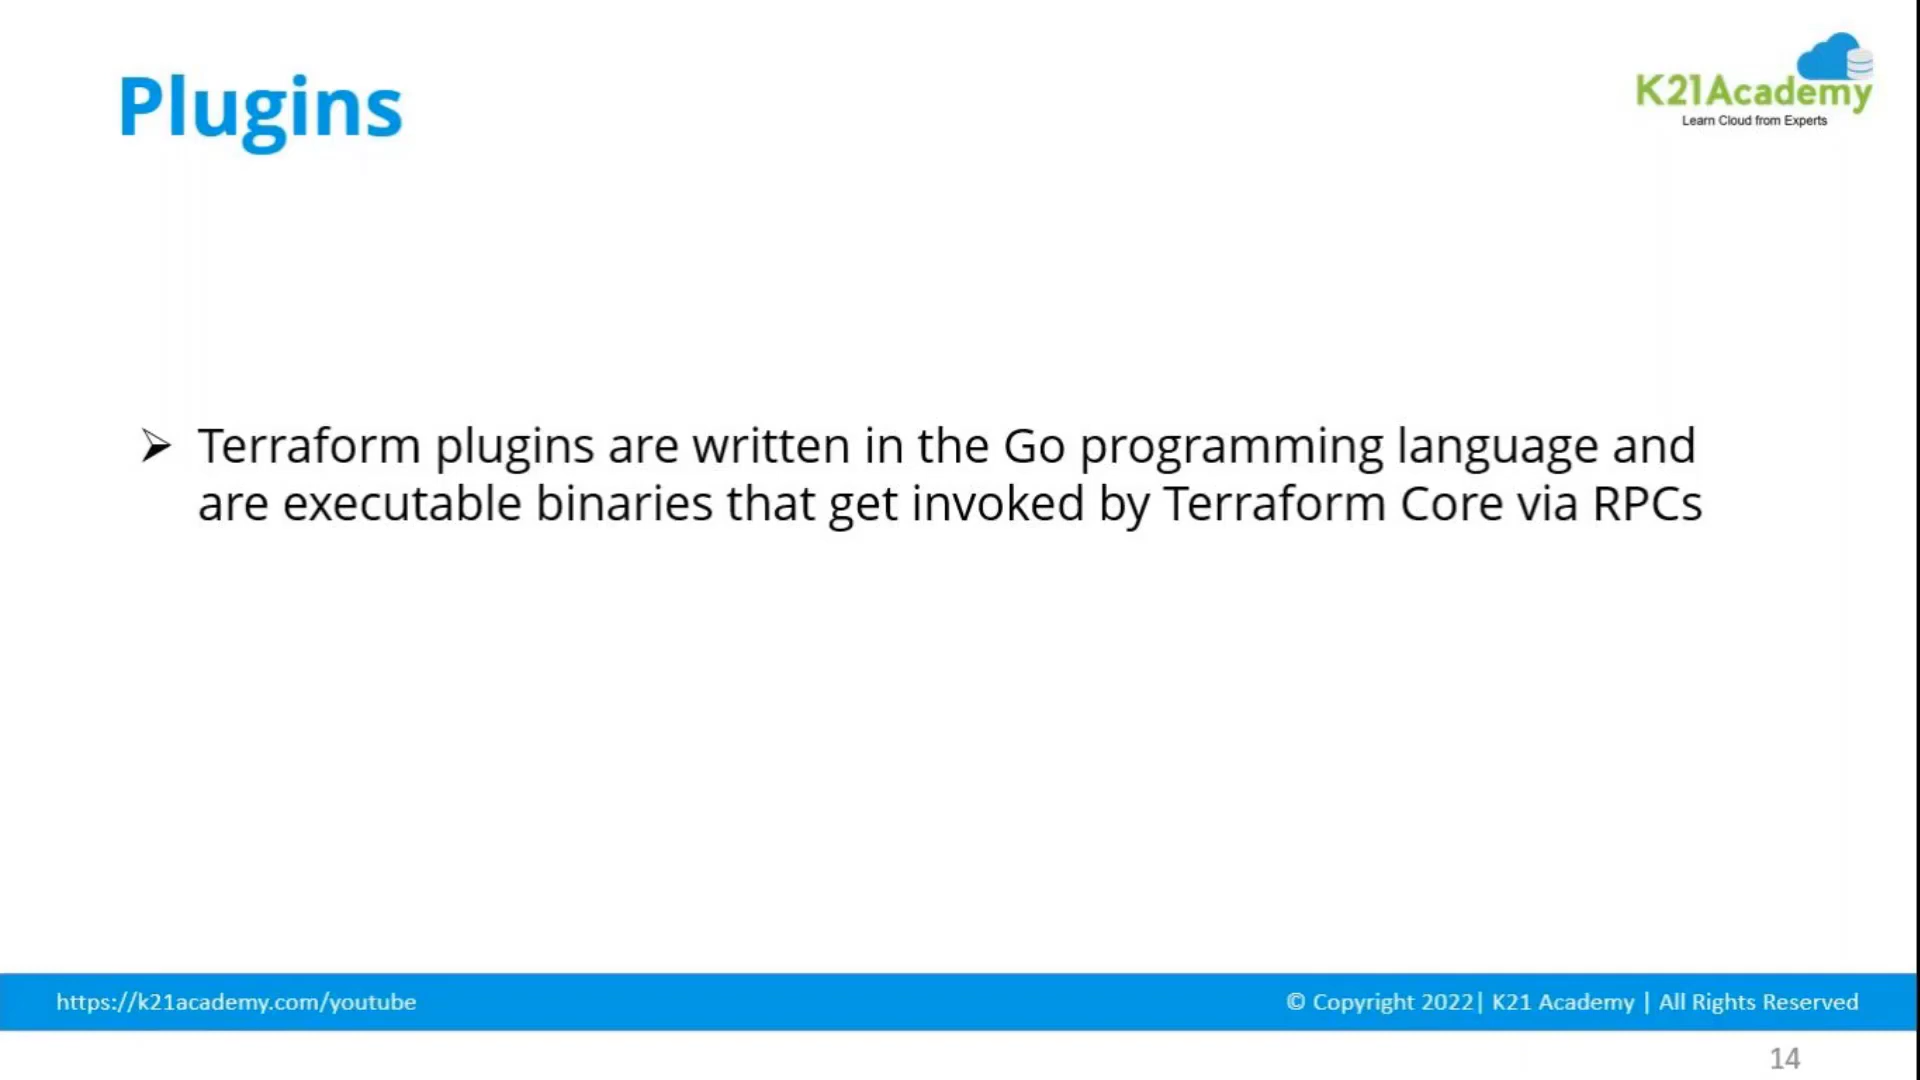 Plugins
K21Academy
Learn Cloud from Experts
➢ Terraform plugins are written in the Go programming language and
are executable binaries that get invoked by Terraform Core via RPCs
https://k21academy.com/youtube
© Copyright 2022| K21 Academy | All Rights Reserved
14